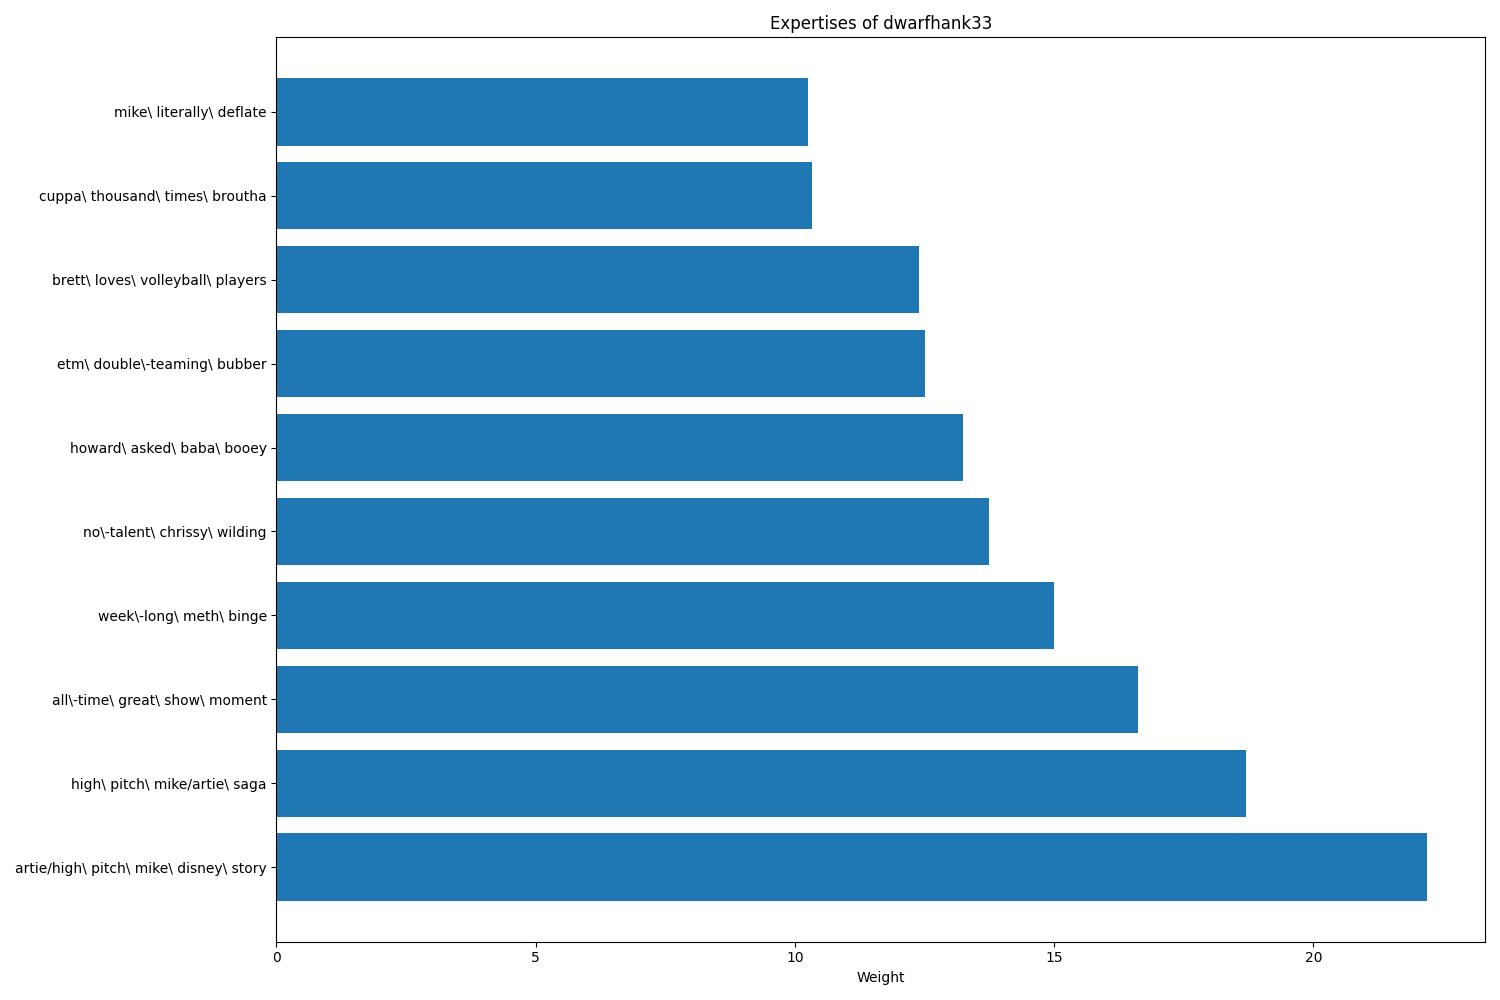 Expertises of dwarfhank33
mike\ literally\ deflate
cuppa\ thousand\ times\ broutha
brett\ loves\ volleyball\ players
etm\ double\-teaming\ bubber
howard\ asked\ baba\ booey
no\-talent\ chrissy\ wilding
week\-long\ meth\ binge
all\-time\ great\ show\ moment
high\ pitch\ mike/artie\ saga
artie/high\ pitch\ mike\ disney\ story
0 5 10 15 20
Weight